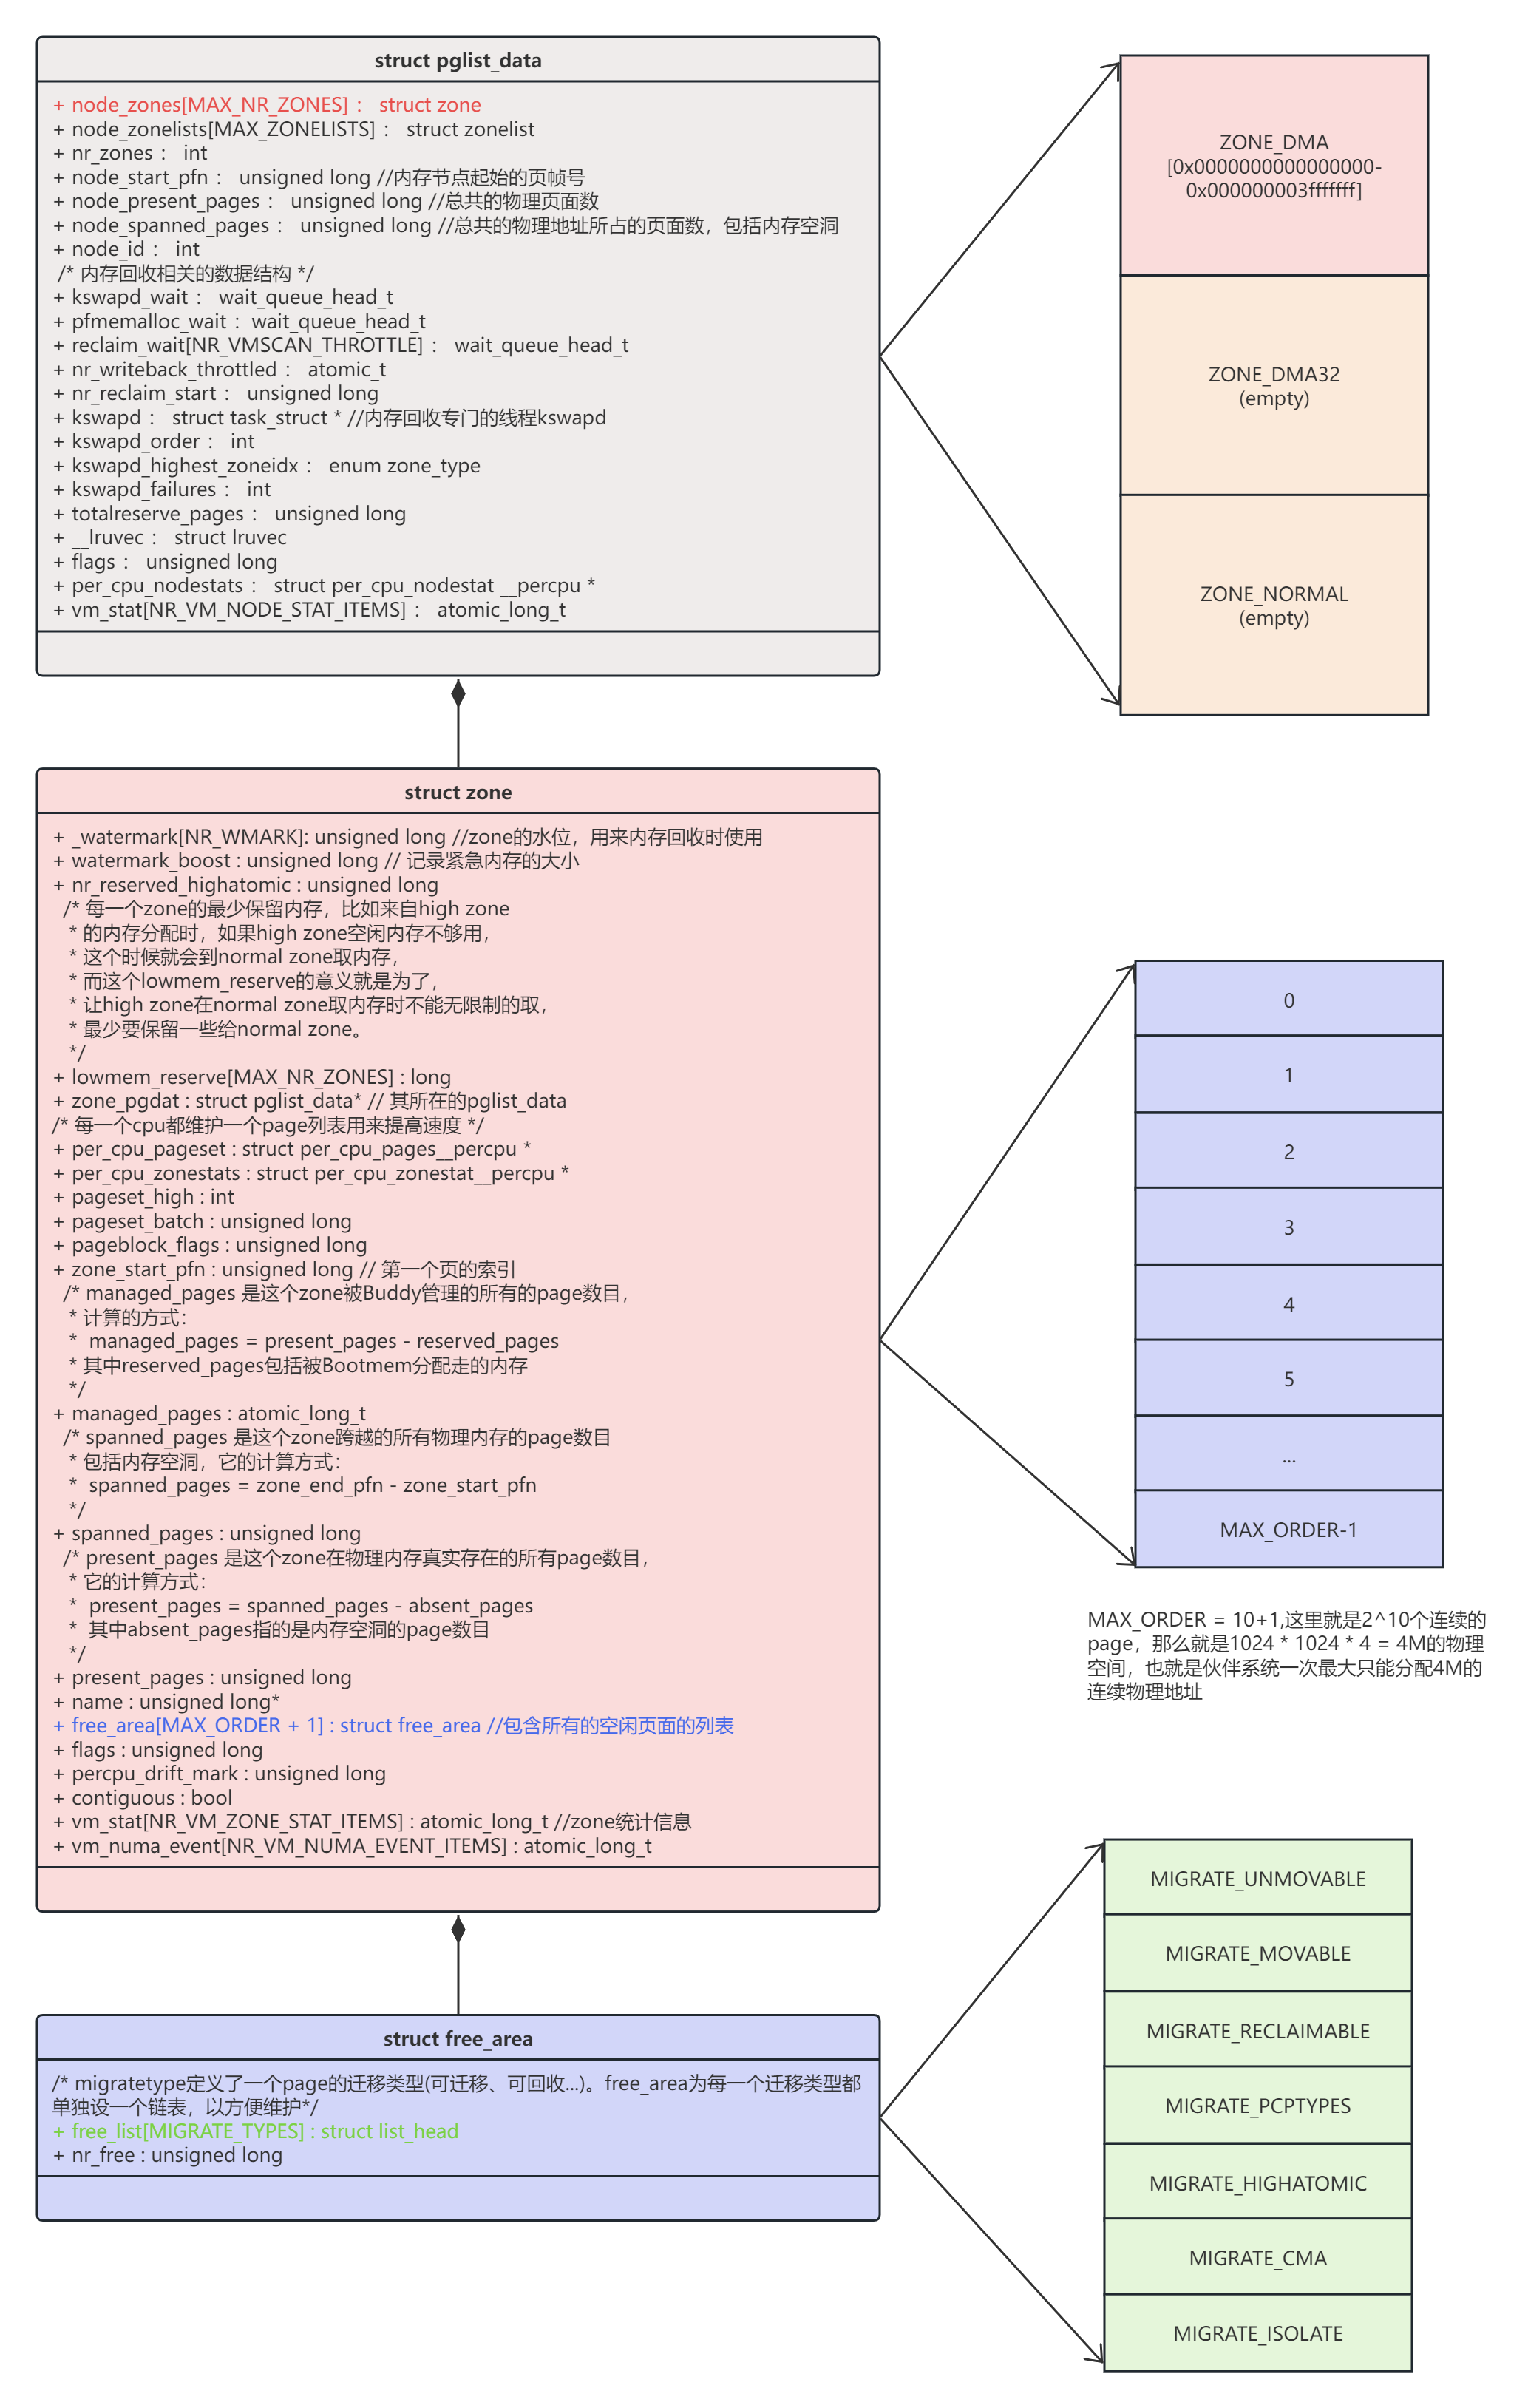 struct pglist_data
+ node_zones[MAX_NR_ZONES]： struct zone
+ node_zonelists[MAX_ZONELISTS]： struct zonelist
+ nr_zones： int
+ node_start_pfn： unsigned long //内存节点起始的页帧号
+ node_present_pages： unsigned long //总共的物理页面数
+ node_spanned_pages： unsigned long //总共的物理地址所占的页面数，包括内存空洞
+ node_id： int
/* 内存回收相关的数据结构 */
+ kswapd_wait： wait_queue_head_t
+ pfmemalloc_wait：wait_queue_head_t
+ reclaim_wait[NR_VMSCAN_THROTTLE]： wait_queue_head_t
+ nr_writeback_throttled： atomic_t
+ nr_reclaim_start： unsigned long
+ kswapd： struct task_struct * //内存回收专门的线程kswapd
+ kswapd_order： int
+ kswapd_highest_zoneidx： enum zone_type
+ kswapd_failures： int
+ totalreserve_pages： unsigned long
+ __lruvec： struct lruvec
+ flags： unsigned long
+ per_cpu_nodestats： struct per_cpu_nodestat __percpu *
+ vm_stat[NR_VM_NODE_STAT_ITEMS]： atomic_long_t
ZONE_DMA
[0x0000000000000000-
0x000000003fffffff]
ZONE_DMA32
(empty)
ZONE_NORMAL
(empty)
struct zone
+ _watermark[NR_WMARK]: unsigned long //zone的水位，用来内存回收时使用
+ watermark_boost : unsigned long // 记录紧急内存的大小
+ nr_reserved_highatomic : unsigned long
/* 每一个zone的最少保留内存，比如来自high zone
* 的内存分配时，如果high zone空闲内存不够用，
* 这个时候就会到normal zone取内存，
* 而这个lowmem_reserve的意义就是为了，
* 让high zone在normal zone取内存时不能无限制的取，
* 最少要保留一些给normal zone。
*/
+ lowmem_reserve[MAX_NR_ZONES] : long
+ zone_pgdat : struct pglist_data* // 其所在的pglist_data
/* 每一个cpu都维护一个page列表用来提高速度 */
+ per_cpu_pageset : struct per_cpu_pages__percpu *
+ per_cpu_zonestats : struct per_cpu_zonestat__percpu *
+ pageset_high : int
+ pageset_batch : unsigned long
+ pageblock_flags : unsigned long
+ zone_start_pfn : unsigned long // 第一个页的索引
/* managed_pages 是这个zone被Buddy管理的所有的page数目，
* 计算的方式：
* managed_pages = present_pages - reserved_pages
* 其中reserved_pages包括被Bootmem分配走的内存
*/
+ managed_pages : atomic_long_t
/* spanned_pages 是这个zone跨越的所有物理内存的page数目
* 包括内存空洞，它的计算方式：
* spanned_pages = zone_end_pfn - zone_start_pfn
*/
+ spanned_pages : unsigned long
/* present_pages 是这个zone在物理内存真实存在的所有page数目，
* 它的计算方式：
* present_pages = spanned_pages - absent_pages
* 其中absent_pages指的是内存空洞的page数目
*/
+ present_pages : unsigned long
+ name : unsigned long*
+ free_area[MAX_ORDER + 1] : struct free_area //包含所有的空闲页面的列表
+ flags : unsigned long
+ percpu_drift_mark : unsigned long
+ contiguous : bool
+ vm_stat[NR_VM_ZONE_STAT_ITEMS] : atomic_long_t //zone统计信息
+ vm_numa_event[NR_VM_NUMA_EVENT_ITEMS] : atomic_long_t
0
1
2
3
4
5
...
MAX_ORDER-1
MAX_ORDER = 10+1,这里就是2^10个连续的
page，那么就是1024 * 1024 * 4 = 4M的物理
空间，也就是伙伴系统一次最大只能分配4M的
连续物理地址
struct free_area
/* migratetype定义了一个page的迁移类型(可迁移、可回收...)。free_area为每一个迁移类型都
单独设一个链表，以方便维护*/
+ free_list[MIGRATE_TYPES] : struct list_head
+ nr_free : unsigned long
MIGRATE_UNMOVABLE
MIGRATE_MOVABLE
MIGRATE_RECLAIMABLE
MIGRATE_PCPTYPES
MIGRATE_HIGHATOMIC
MIGRATE_CMA
MIGRATE_ISOLATE